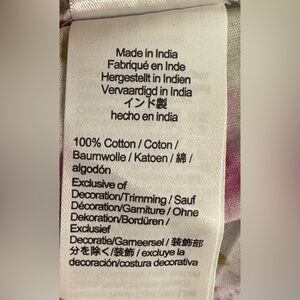 Made in India
Fabriqué en Inde
Hergestellt in Indien
Vervaardigd in India
インド製
hecho en india
100% Cotton / Coton /
Baumwolle / Katoen / 綿 /
algodón
Exclusive of
Decoration/Trimming / Sauf
Décoration/Garniture / Ohne
Dekoration/Bordüren /
Exclusief
Decoratie/Garneersel / 装飾部
分を除く/ excluye la
decoración/costura decorativa